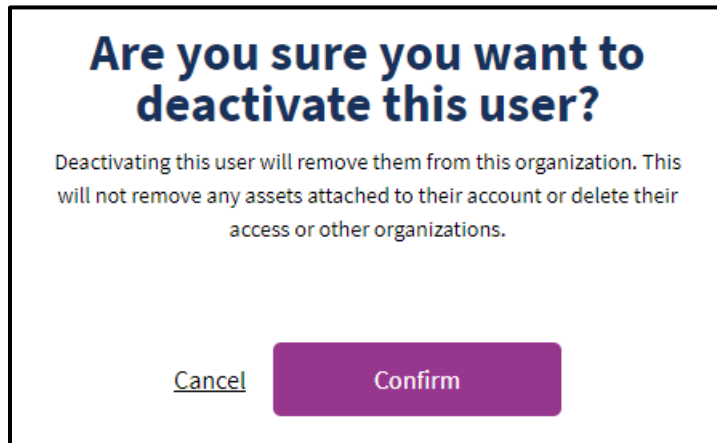 Are you sure you want to
deactivate this user?
Deactivating this user will remove them from this organization. This
will not remove any assets attached to their account or delete their
access or other organizations.
Cancel
Confirm